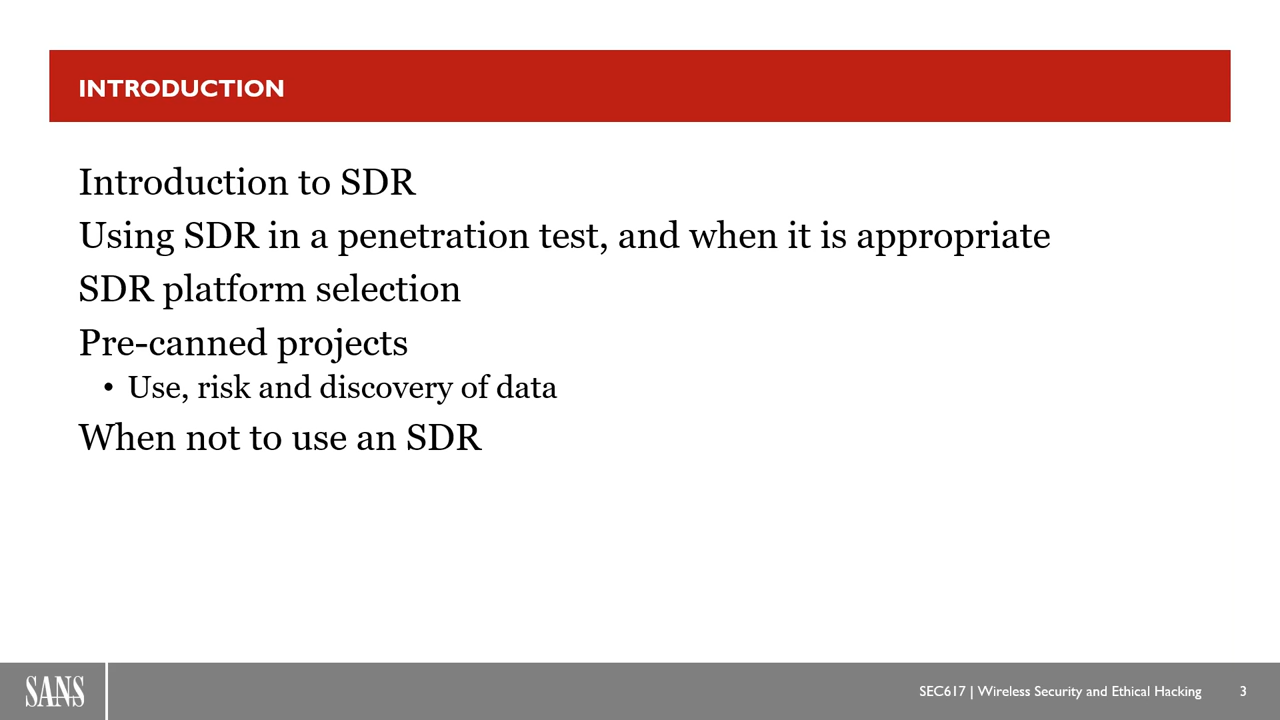 INTRODUCTION
Introduction to SDR
Using SDR in a penetration test, and when it is appropriate
SDR platform selection
Pre-canned projects
• Use, risk and discovery of data
When not to use an SDR
SANS
SEC617 | Wireless Security and Ethical Hacking 3